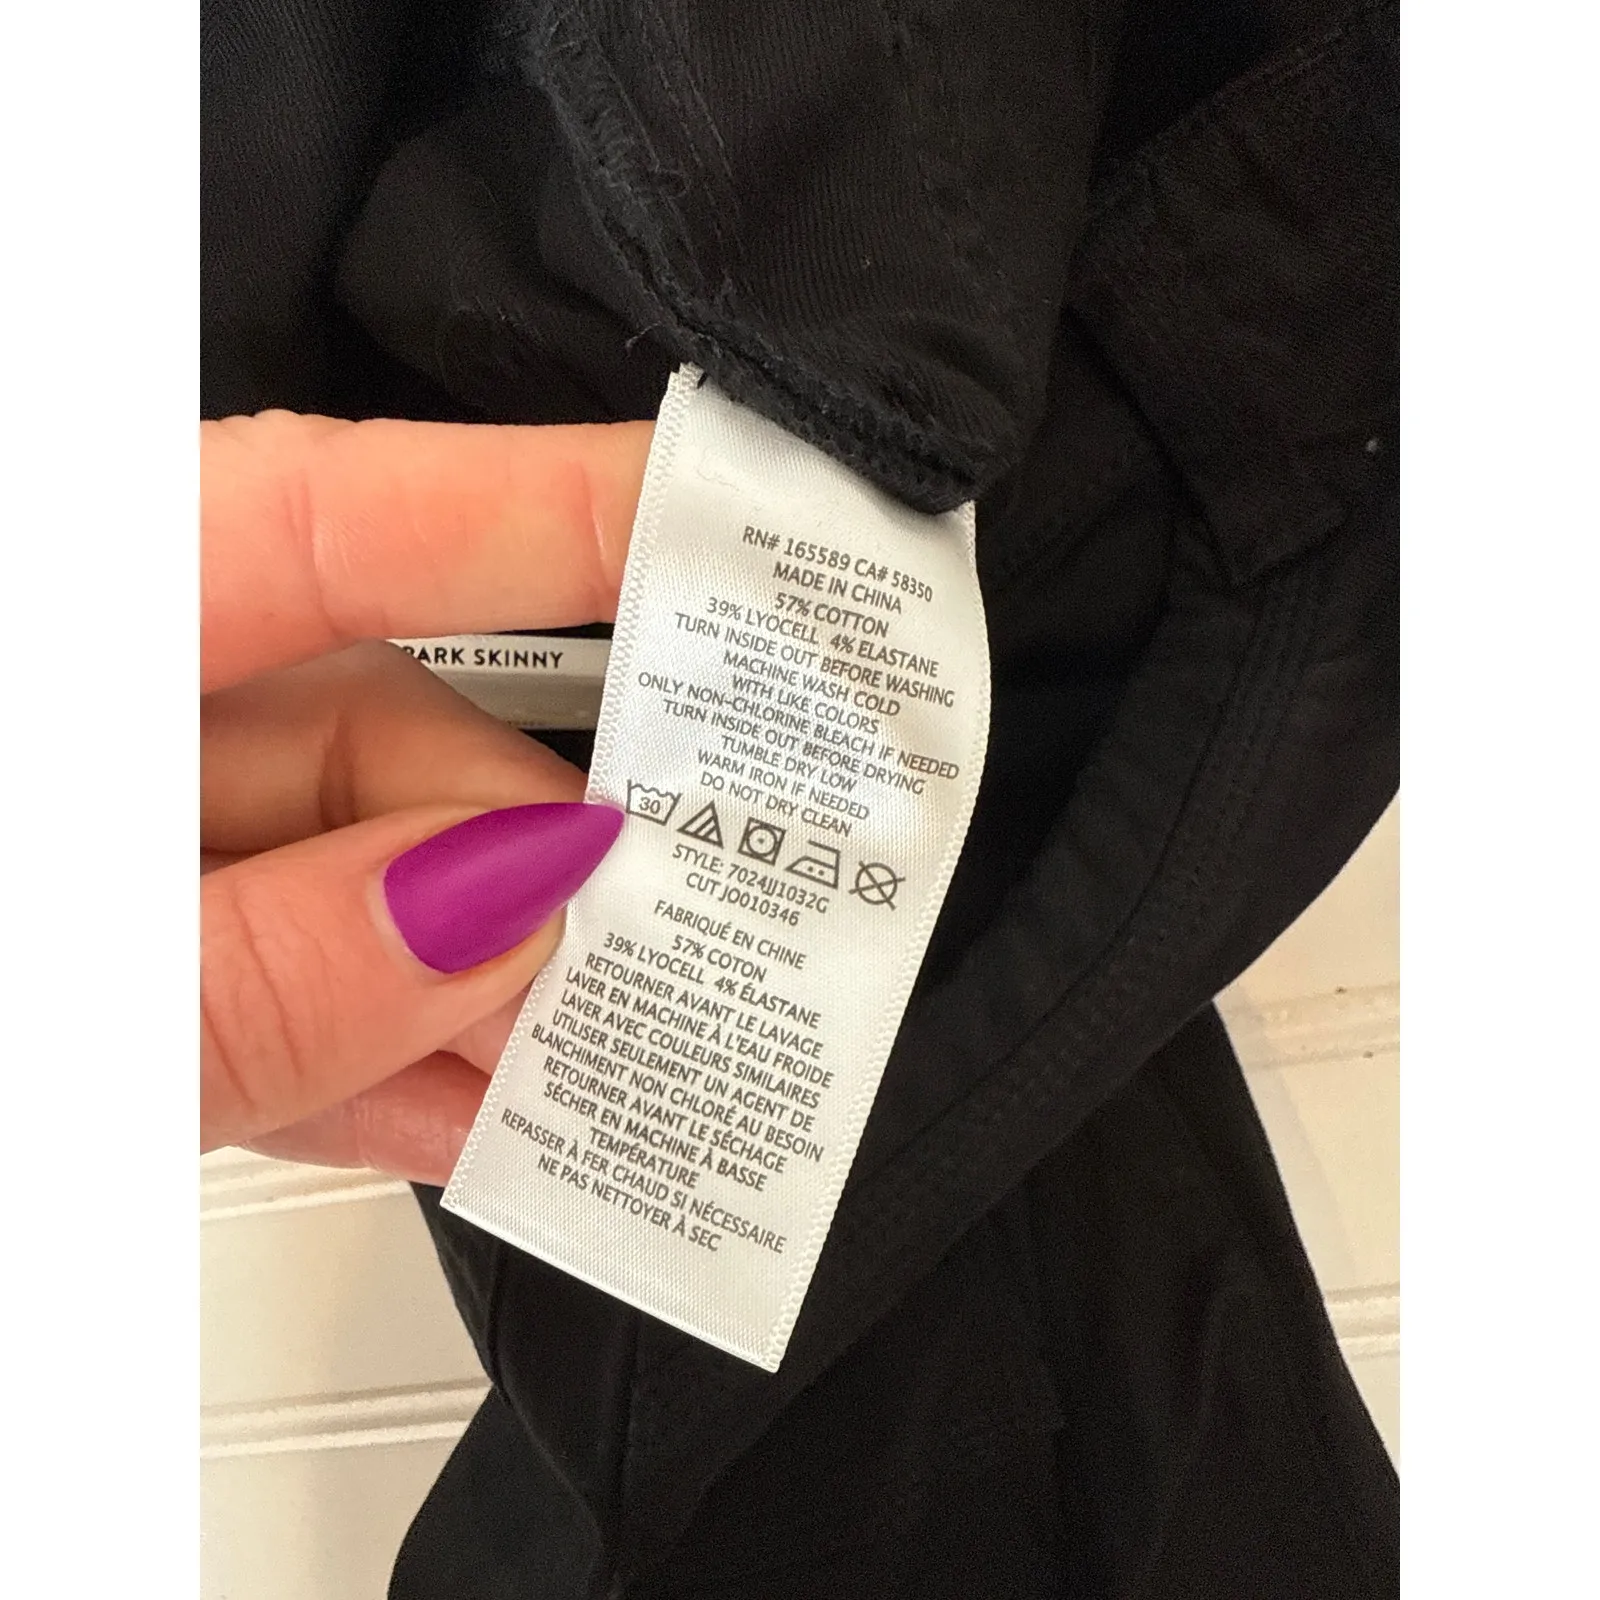 RN# 165589 CA# 58350
MADE IN CHINA
57% COTTON
39% LYOCELL 4% ELASTANE
TURN INSIDE OUT BEFORE WASHING
MACHINE WASH COLD
WITH LIKE COLORS
ONLY NON-CHLORINE BLEACH IF NEEDED
TURN INSIDE OUT BEFORE DRYING
TUMBLE DRY LOW
WARM IRON IF NEEDED
DO NOT DRY CLEAN
30
STYLE: 7024JJ1032G
CUT JO010346
FABRIQUÉ EN CHINE
57% COTON
39% LYOCELL 4% ÉLASTANE
RETOURNER AVANT LE LAVAGE
LAVER EN MACHINE À L'EAU FROIDE
LAVER AVEC COULEURS SIMILAIRES
UTILISER SEULEMENT UN AGENT DE
BLANCHIMENT NON CHLORÉ AU BESOIN
RETOURNER AVANT LE SÉCHAGE
SÉCHER EN MACHINE À BASSE
TEMPÉRATURE
REPASSER À FER CHAUD SI NÉCESSAIRE
NE PAS NETTOYER À SEC
SKINNY